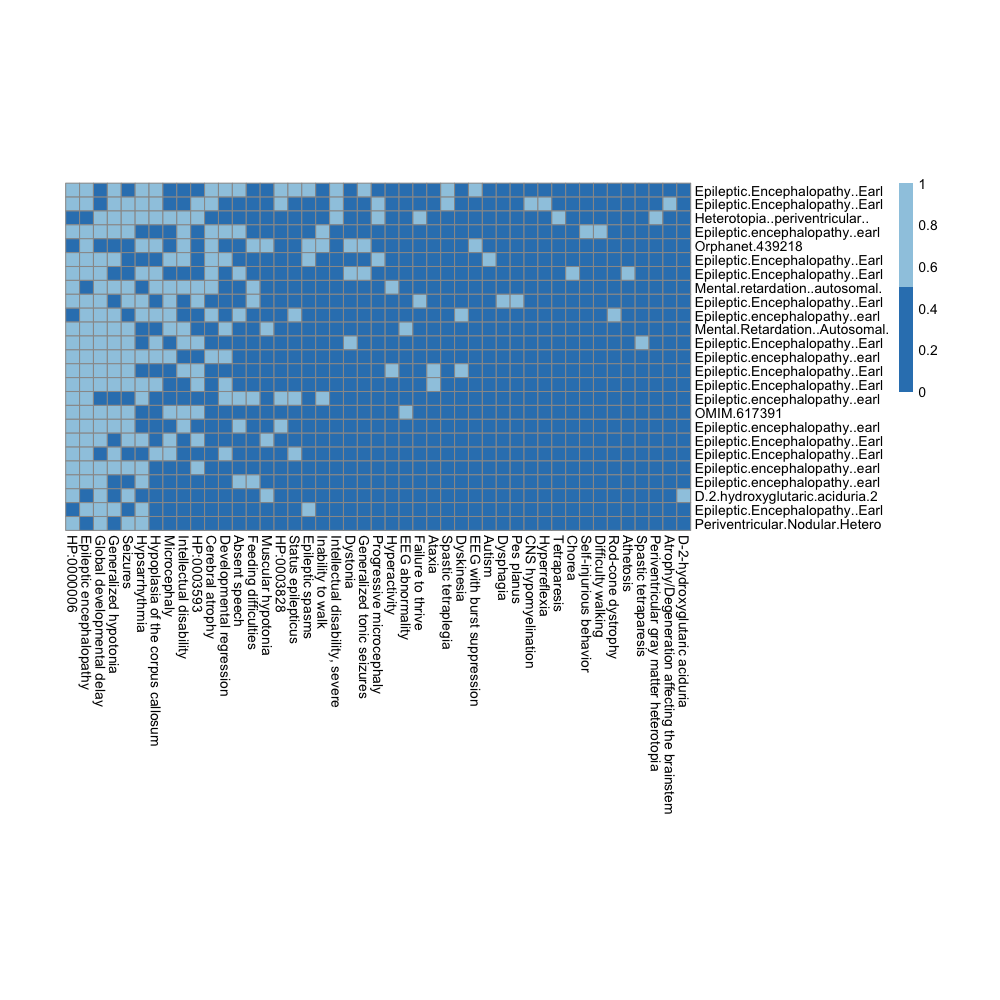 Epileptic.Encephalopathy..Earl
Epileptic.Encephalopathy..Earl
Heterotopia..periventricular..
Epileptic.encephalopathy..earl
Orphanet.439218
Epileptic.Encephalopathy..Earl
Epileptic.Encephalopathy..Earl
Mental.retardation..autosomal.
Epileptic.Encephalopathy..Earl
Epileptic.encephalopathy..earl
Mental.Retardation..Autosomal.
Epileptic.Encephalopathy..Earl
Epileptic.encephalopathy..earl
Epileptic.Encephalopathy..Earl
Epileptic.Encephalopathy..Earl
Epileptic.encephalopathy..earl
OMIM.617391
Epileptic.encephalopathy..earl
Epileptic.Encephalopathy..Earl
Epileptic.Encephalopathy..Earl
Epileptic.encephalopathy..earl
Epileptic.encephalopathy..earl
D.2.hydroxyglutaric.aciduria.2
Epileptic.Encephalopathy..Earl
Periventricular.Nodular.Hetero
1
0.8
0.6
0.4
0.2
0
HP:0000006
Epileptic encephalopathy
Global developmental delay
Generalized hypotonia
Seizures
Hypsarrhythmia
Hypoplasia of the corpus callosum
Microcephaly
Intellectual disability
HP:0003593
Cerebral atrophy
Developmental regression
Absent speech
Feeding difficulties
Muscular hypotonia
HP:0003828
Status epilepticus
Epileptic spasms
Inability to walk
Intellectual disability, severe
Dystonia
Generalized tonic seizures
Progressive microcephaly
Hyperactivity
EEG abnormality
Failure to thrive
Ataxia
Spastic tetraplegia
Dyskinesia
EEG with burst suppression
Autism
Dysphagia
Pes planus
CNS hypomyelination
Hyperreflexia
Tetraparesis
Chorea
Self-injurious behavior
Difficulty walking
Rod-cone dystrophy
Athetosis
Spastic tetraparesis
Periventricular gray matter heterotopia
Atrophy/Degeneration affecting the brainstem
D-2-hydroxyglutaric aciduria